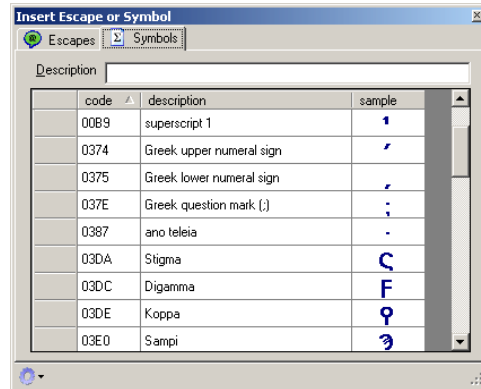 Insert Escape or Symbol
Escapes Σ Symbols
Description
code description sample
00B9 superscript 1 ¹
0374 Greek upper numeral sign ʹ
0375 Greek lower numeral sign ͵
037E Greek question mark (;) ;
0387 ano teleia ·
03DA Stigma Ϛ
03DC Digamma Ϝ
03DE Koppa Ϟ
03E0 Sampi Ϡ